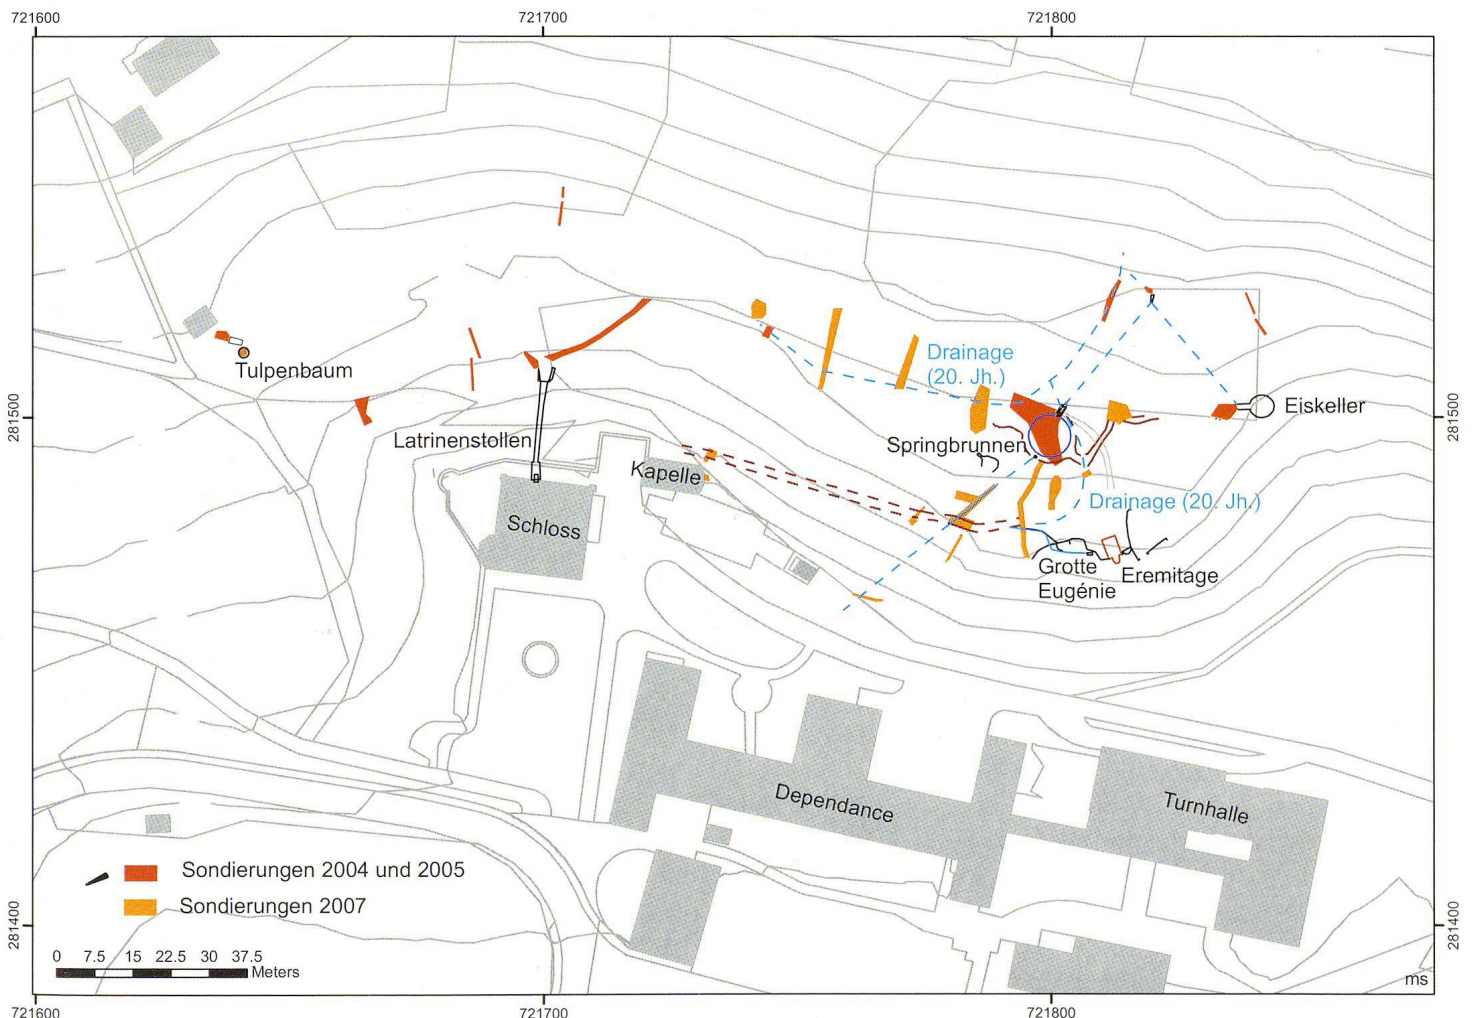 721600
721700
721800
Drainage
(20. Jh.)
Tulpenbaum
Eiskeller
281500
281500
Latrinenstollen
Springbrunnen
Kapelle
Drainage (20. Jh.)
Schloss
Grotte
Eugénie
Eremitage
Dependance
Turnhalle
Sondierungen 2004 und 2005
Sondierungen 2007
281400
281400
0 7.5 15 22.5 30 37.5
Meters
ms
721600
721700
721800